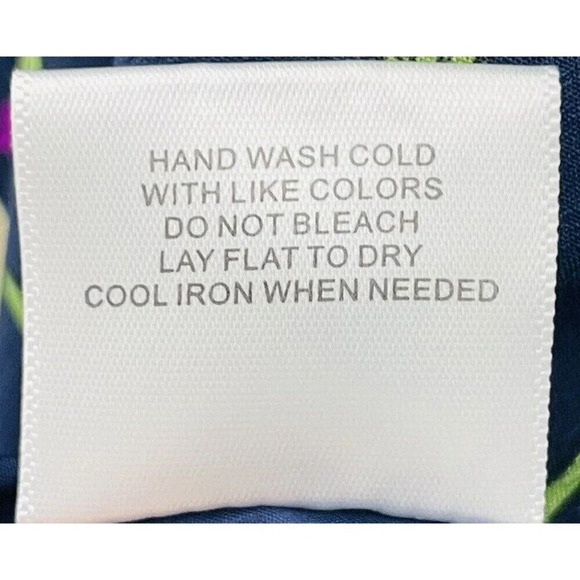 HAND WASH COLD
WITH LIKE COLORS
DO NOT BLEACH
LAY FLAT TO DRY
COOL IRON WHEN NEEDED